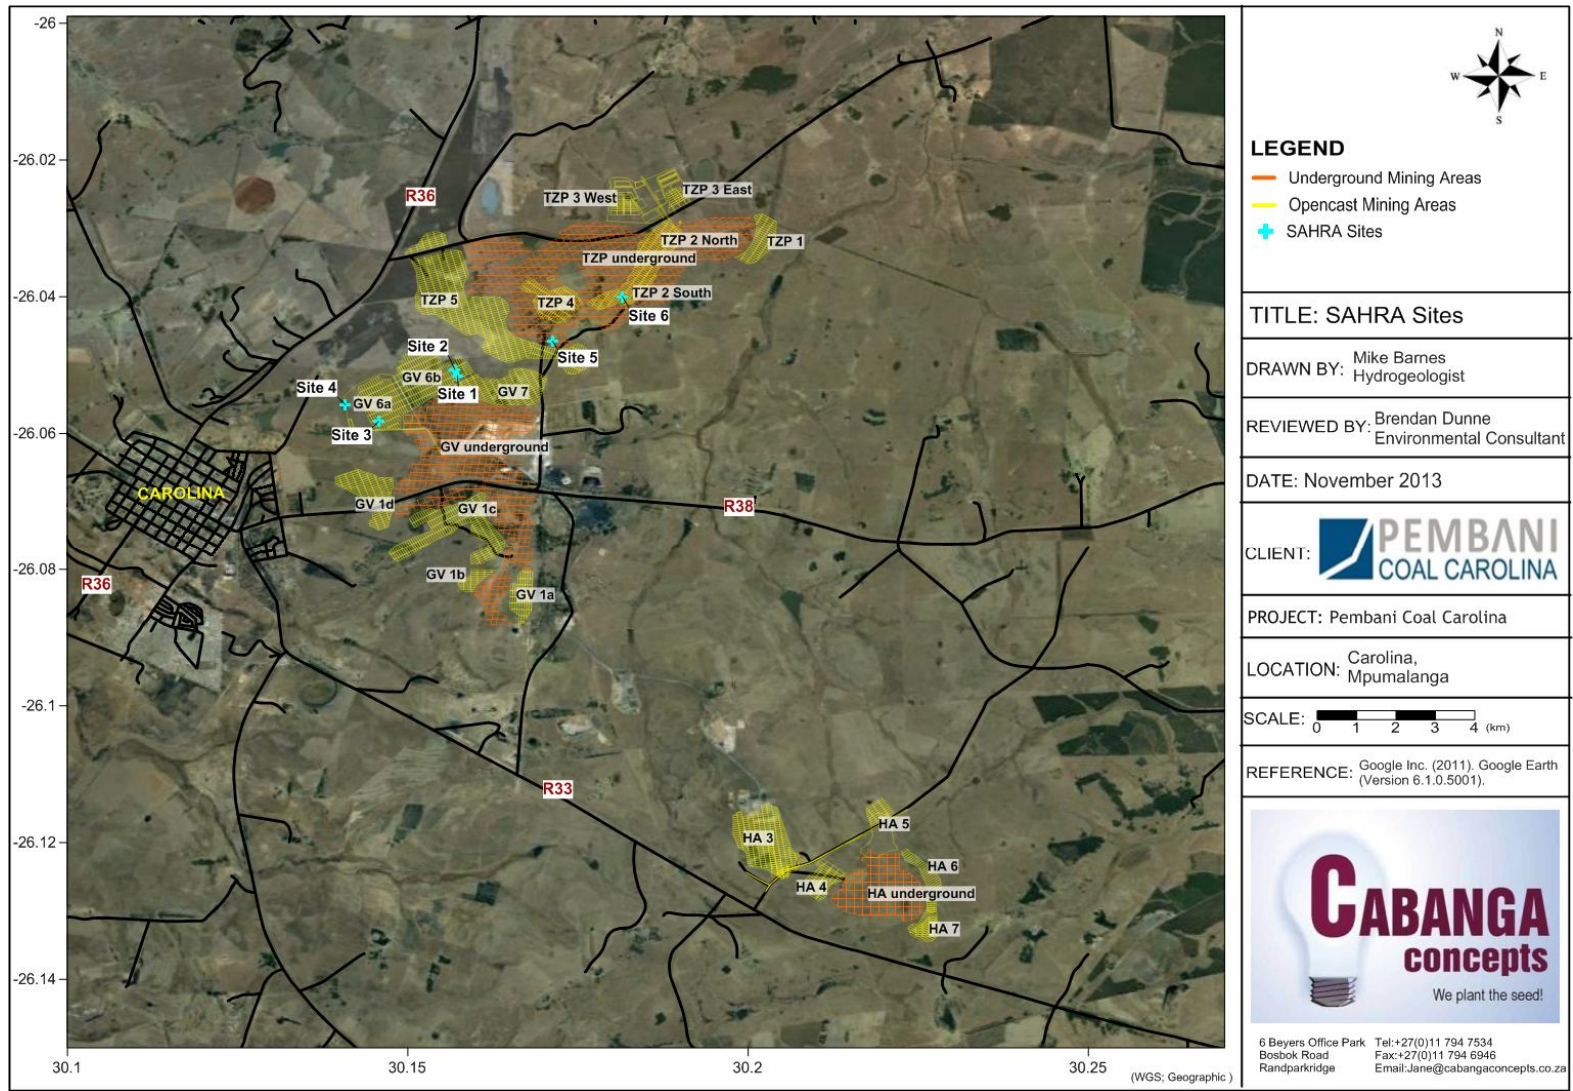 -26
-26.02
-26.04
-26.06
-26.08
-26.1
-26.12
-26.14
30.1
30.15
30.2
30.25
(WGS; Geographic )
R36
TZP 3 West
TZP 3 East
TZP 2 North
TZP 1
TZP underground
TZP 5
TZP 4
TZP 2 South
Site 6
Site 2
Site 5
GV 6b
Site 1
GV 7
Site 4
GV 6a
Site 3
GV underground
CAROLINA
GV 1d
GV 1c
R38
R36
GV 1b
GV 1a
R33
HA 3
HA 5
HA 6
HA 4
HA underground
HA 7
N
W
E
S
LEGEND
Underground Mining Areas
Opencast Mining Areas
SAHRA Sites
TITLE: SAHRA Sites
DRAWN BY: Mike Barnes
Hydrogeologist
REVIEWED BY: Brendan Dunne
Environmental Consultant
DATE: November 2013
CLIENT: PEMBANI
COAL CAROLINA
PROJECT: Pembani Coal Carolina
LOCATION: Carolina,
Mpumalanga
SCALE: 0 1 2 3 4 (km)
REFERENCE: Google Inc. (2011). Google Earth
(Version 6.1.0.5001).
CABANGA
concepts
We plant the seed!
6 Beyers Office Park Tel:+27(0)11 794 7534
Bosbok Road Fax:+27(0)11 794 6946
Randparkridge Email:Jane@cabangaconcepts.co.za